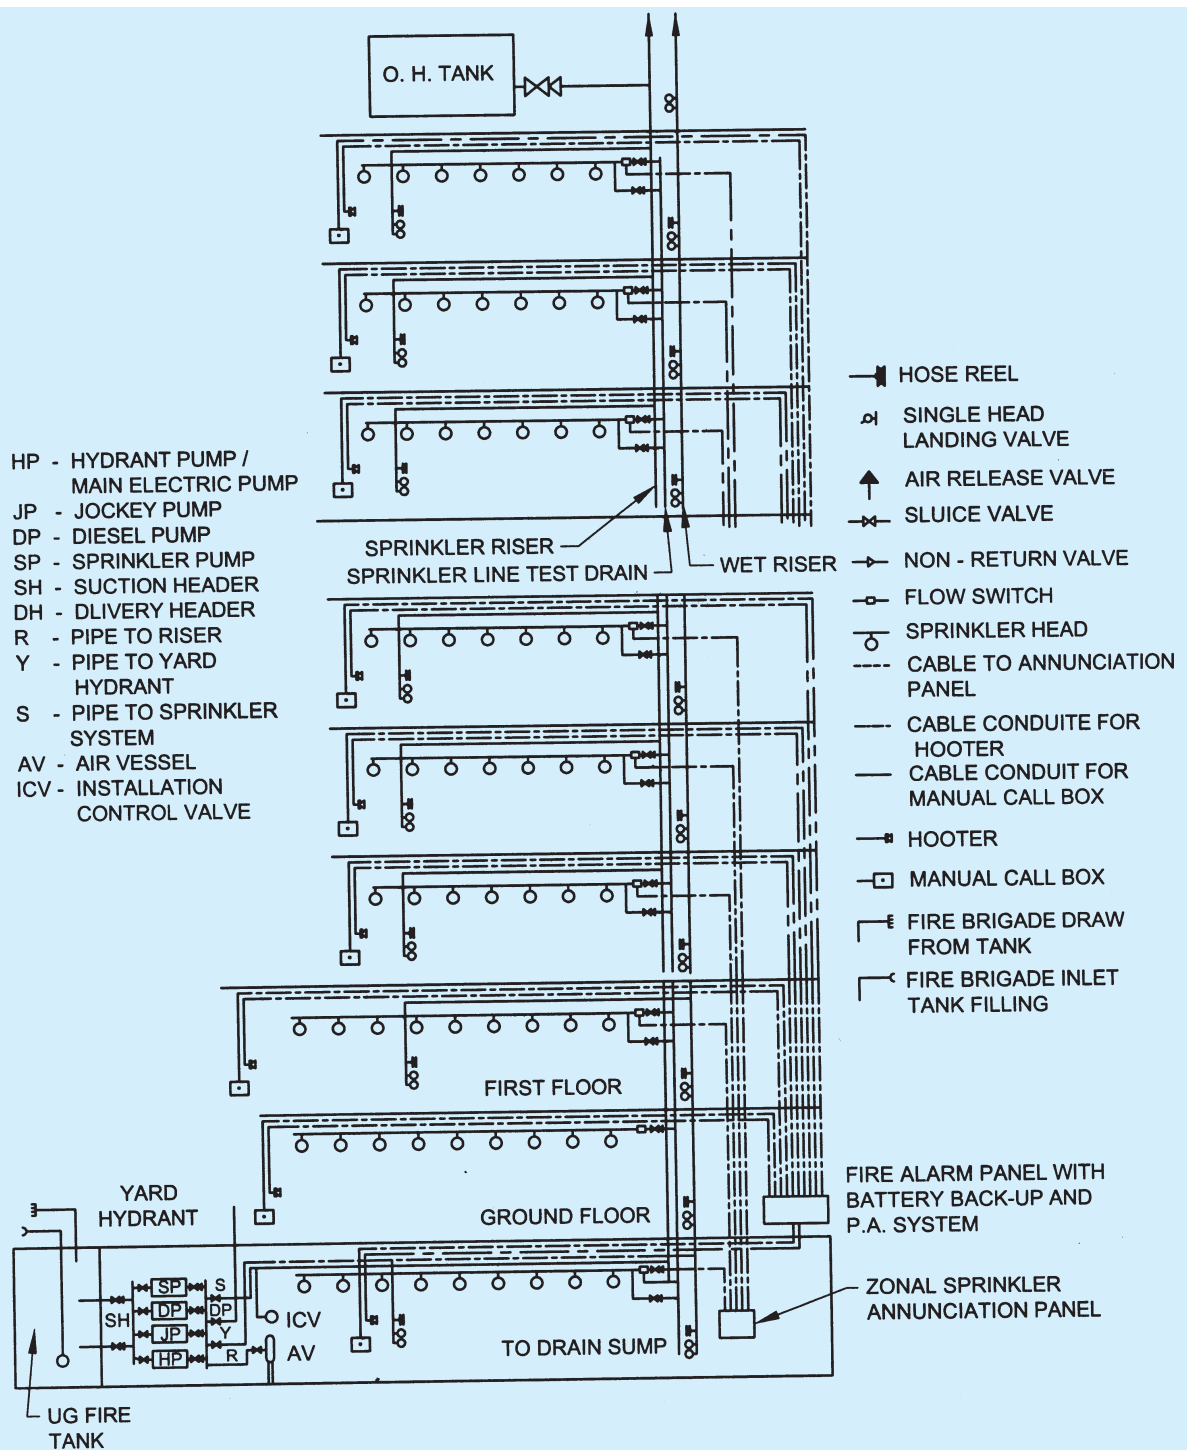 O. H. TANK
HP - HYDRANT PUMP /
MAIN ELECTRIC PUMP
JP - JOCKEY PUMP
DP - DIESEL PUMP
SP - SPRINKLER PUMP
SH - SUCTION HEADER
DH - DLIVERY HEADER
R - PIPE TO RISER
Y - PIPE TO YARD
HYDRANT
S - PIPE TO SPRINKLER
SYSTEM
AV - AIR VESSEL
ICV - INSTALLATION
CONTROL VALVE
SPRINKLER RISER
SPRINKLER LINE TEST DRAIN
WET RISER
HOSE REEL
SINGLE HEAD
LANDING VALVE
AIR RELEASE VALVE
SLUICE VALVE
NON - RETURN VALVE
FLOW SWITCH
SPRINKLER HEAD
CABLE TO ANNUNCIATION
PANEL
CABLE CONDUITE FOR
HOOTER
CABLE CONDUIT FOR
MANUAL CALL BOX
HOOTER
MANUAL CALL BOX
FIRE BRIGADE DRAW
FROM TANK
FIRE BRIGADE INLET
TANK FILLING
FIRST FLOOR
GROUND FLOOR
FIRE ALARM PANEL WITH
BATTERY BACK-UP AND
P.A. SYSTEM
YARD
HYDRANT
SP
S
DP
DP
SH
JP
Y
HP
R
ICV
AV
TO DRAIN SUMP
ZONAL SPRINKLER
ANNUNCIATION PANEL
UG FIRE
TANK